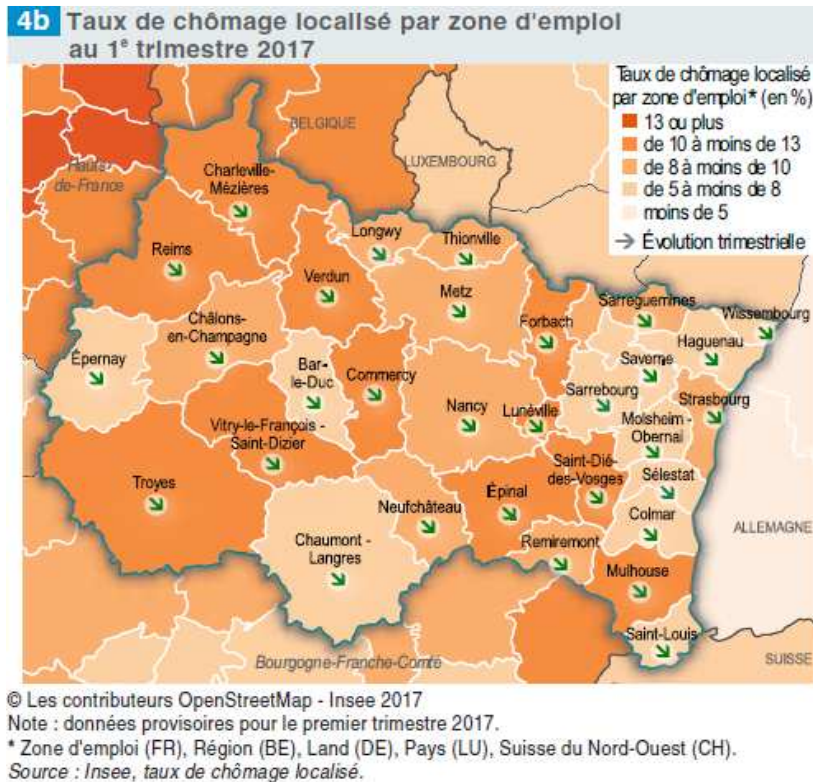 4b Taux de chômage localisé par zone d'emploi
au 1ᵉ trimestre 2017
Taux de chômage localisé
par zone d'emploi* (en %)
13 ou plus
de 10 à moins de 13
de 8 à moins de 10
de 5 à moins de 8
moins de 5
→ Évolution trimestrielle
BELGIQUE
LUXEMBOURG
Hauts-
de-France
Charleville-
Mézières
Longwy
Thionville
Reims
Verdun
Metz
Forbach
Sarreguemines
Wissembourg
Châlons-
en-Champagne
Haguenau
Épernay
Bar-
le-Duc
Commercy
Saverne
Sarrebourg
Strasbourg
Nancy
Lunéville
Molsheim -
Obernai
Vitry-le-François -
Saint-Dizier
Saint-Dié-
des-Vosges
Sélestat
Troyes
Épinal
Neufchâteau
Colmar
ALLEMAGNE
Chaumont -
Langres
Remiremont
Mulhouse
Saint-Louis
Bourgogne-Franche-Comté
SUISSE
© Les contributeurs OpenStreetMap - Insee 2017
Note : données provisoires pour le premier trimestre 2017.
* Zone d'emploi (FR), Région (BE), Land (DE), Pays (LU), Suisse du Nord-Ouest (CH).
Source : Insee, taux de chômage localisé.